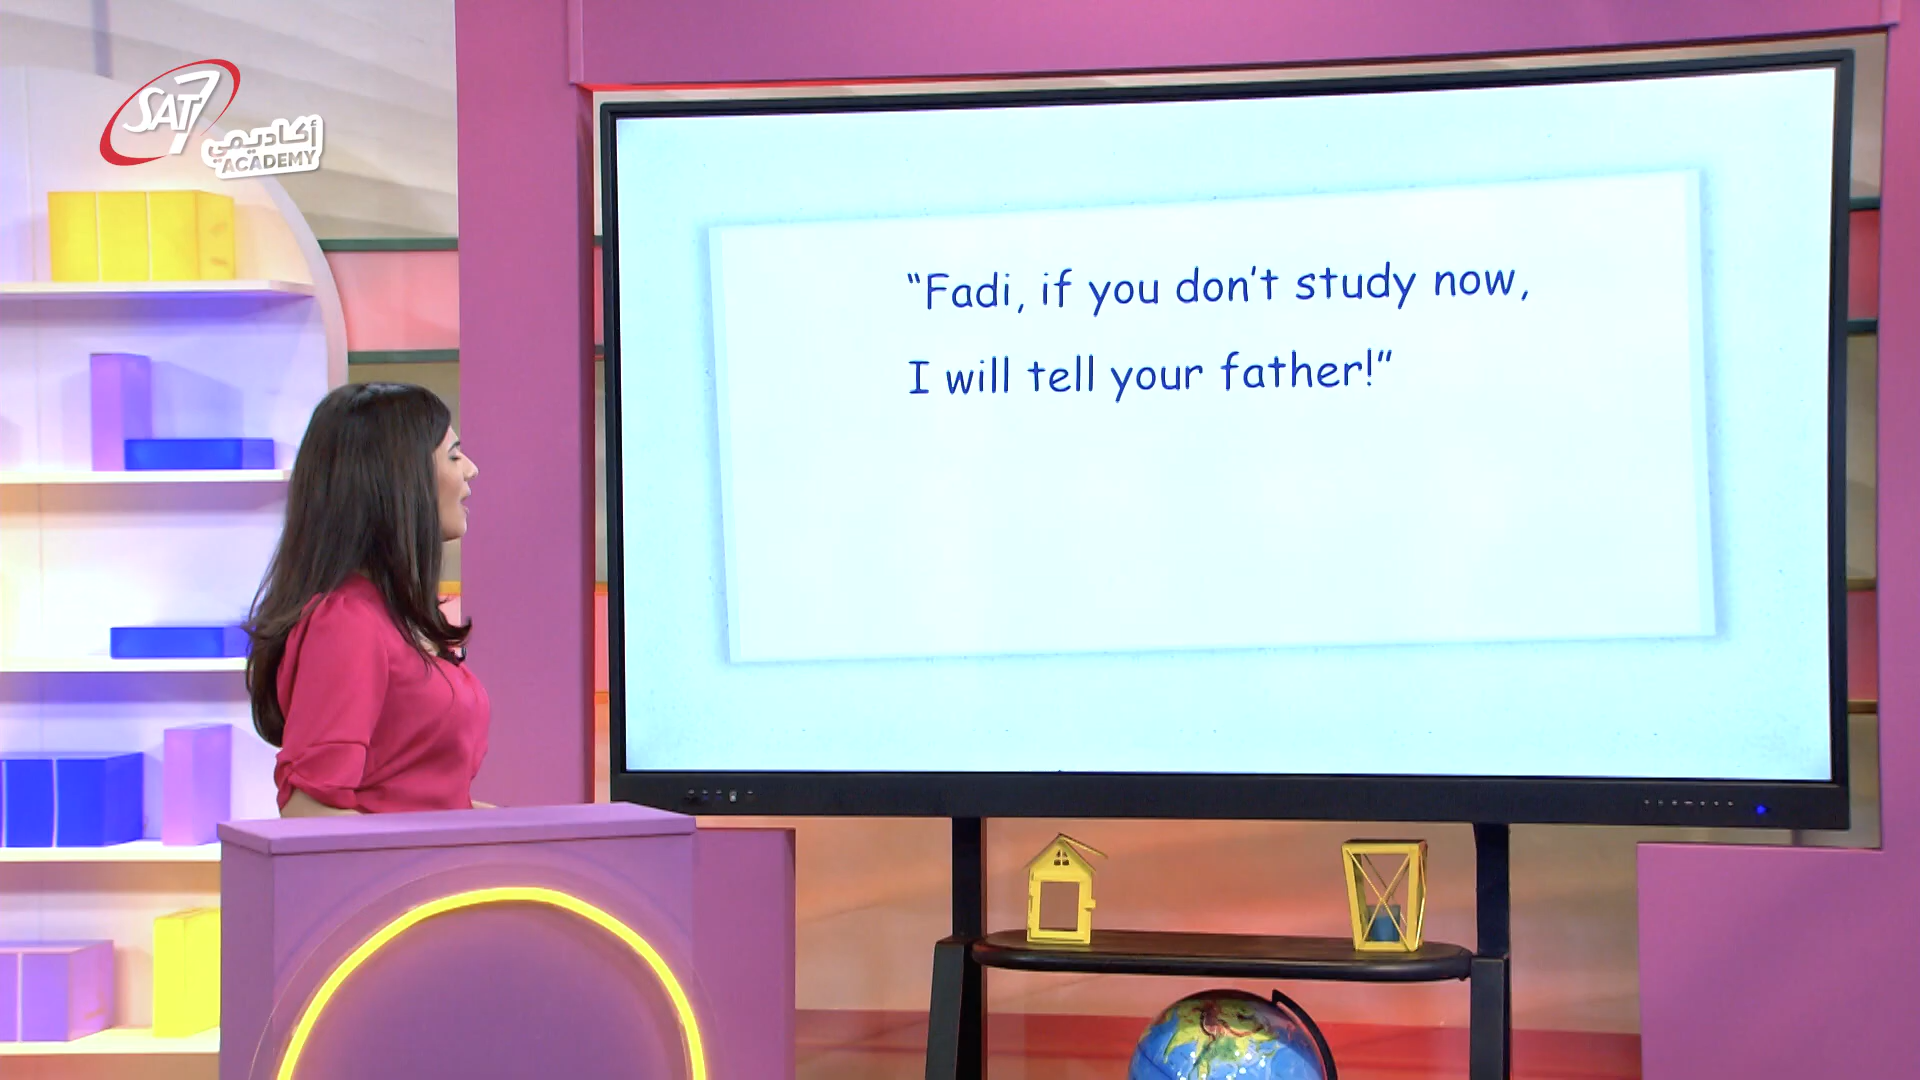 SAT7
أكاديمي
ACADEMY
“Fadi, if you don’t study now,
I will tell your father!”